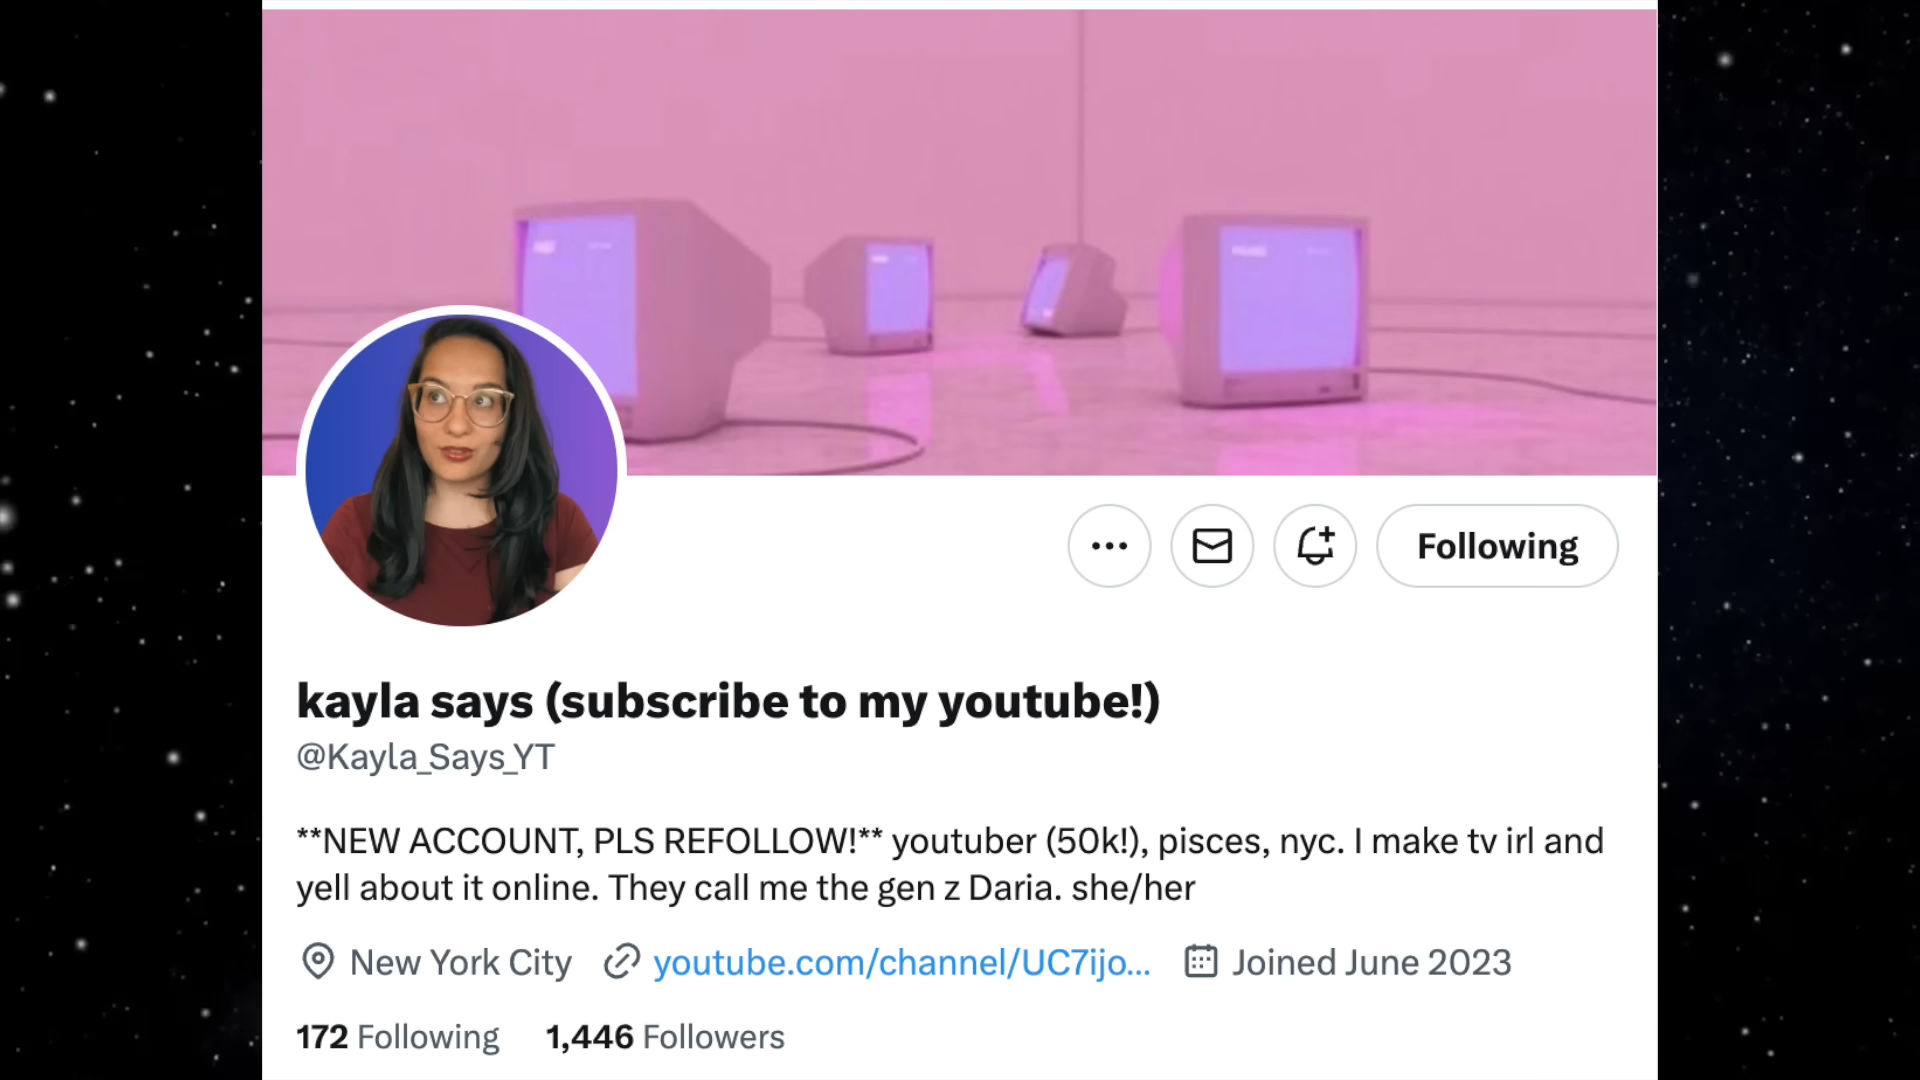 kayla says (subscribe to my youtube!)
@Kayla_Says_YT
Following
**NEW ACCOUNT, PLS REFOLLOW!** youtuber (50k!), pisces, nyc. I make tv irl and
yell about it online. They call me the gen z Daria. she/her
New York City youtube.com/channel/UC7ijo... Joined June 2023
172 Following 1,446 Followers